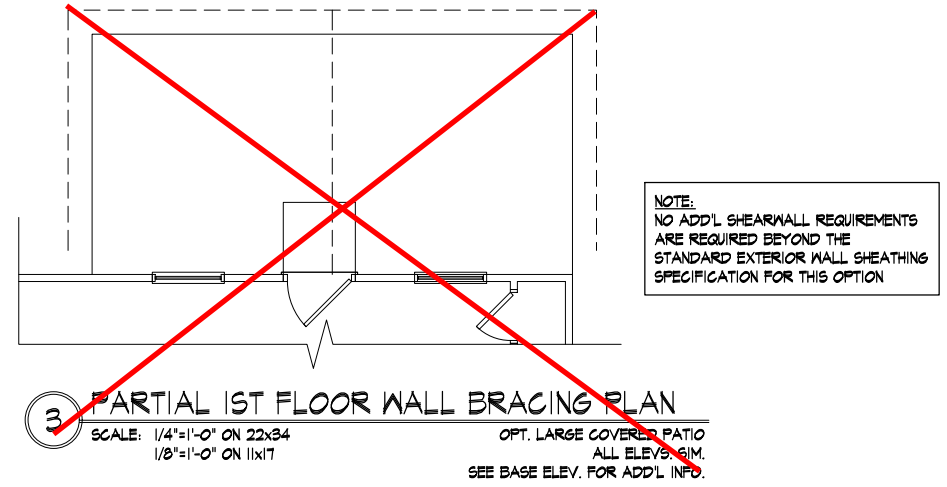 NOTE:
NO ADD'L SHEARWALL REQUIREMENTS
ARE REQUIRED BEYOND THE
STANDARD EXTERIOR WALL SHEATHING
SPECIFICATION FOR THIS OPTION
3
PARTIAL 1ST FLOOR WALL BRACING PLAN
SCALE: 1/4"=1'-0" ON 22x34
1/8"=1'-0" ON 11x17
OPT. LARGE COVERED PATIO
ALL ELEVS. SIM.
SEE BASE ELEV. FOR ADD'L INFO.